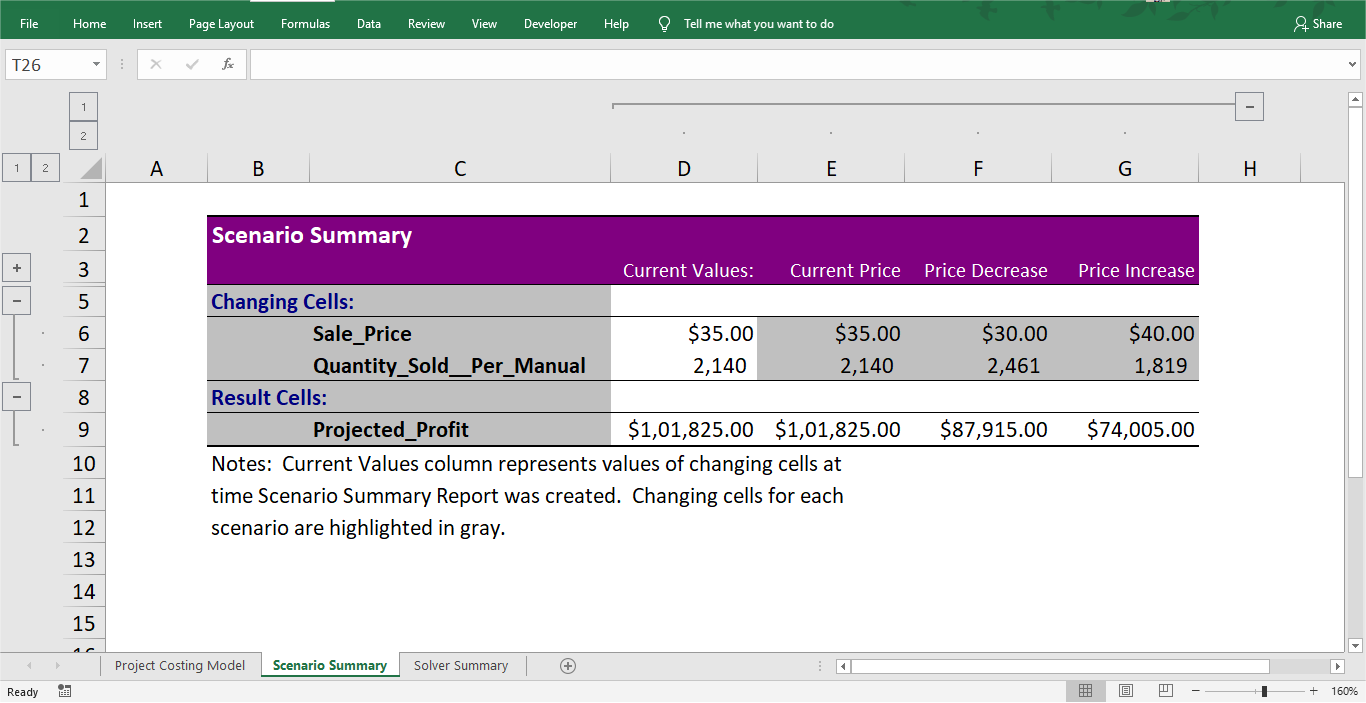 File Home Insert Page Layout Formulas Data Review View Developer Help Tell me what you want to do Share
T26 fx
1
2
1 2 A B C D E F G H
1
2 Scenario Summary
3 Current Values: Current Price Price Decrease Price Increase
5 Changing Cells:
6 Sale_Price $35.00 $35.00 $30.00 $40.00
7 Quantity_Sold__Per_Manual 2,140 2,140 2,461 1,819
8 Result Cells:
9 Projected_Profit $1,01,825.00 $1,01,825.00 $87,915.00 $74,005.00
10 Notes: Current Values column represents values of changing cells at
11 time Scenario Summary Report was created. Changing cells for each
12 scenario are highlighted in gray.
13
14
15
Project Costing Model Scenario Summary Solver Summary
Ready 160%